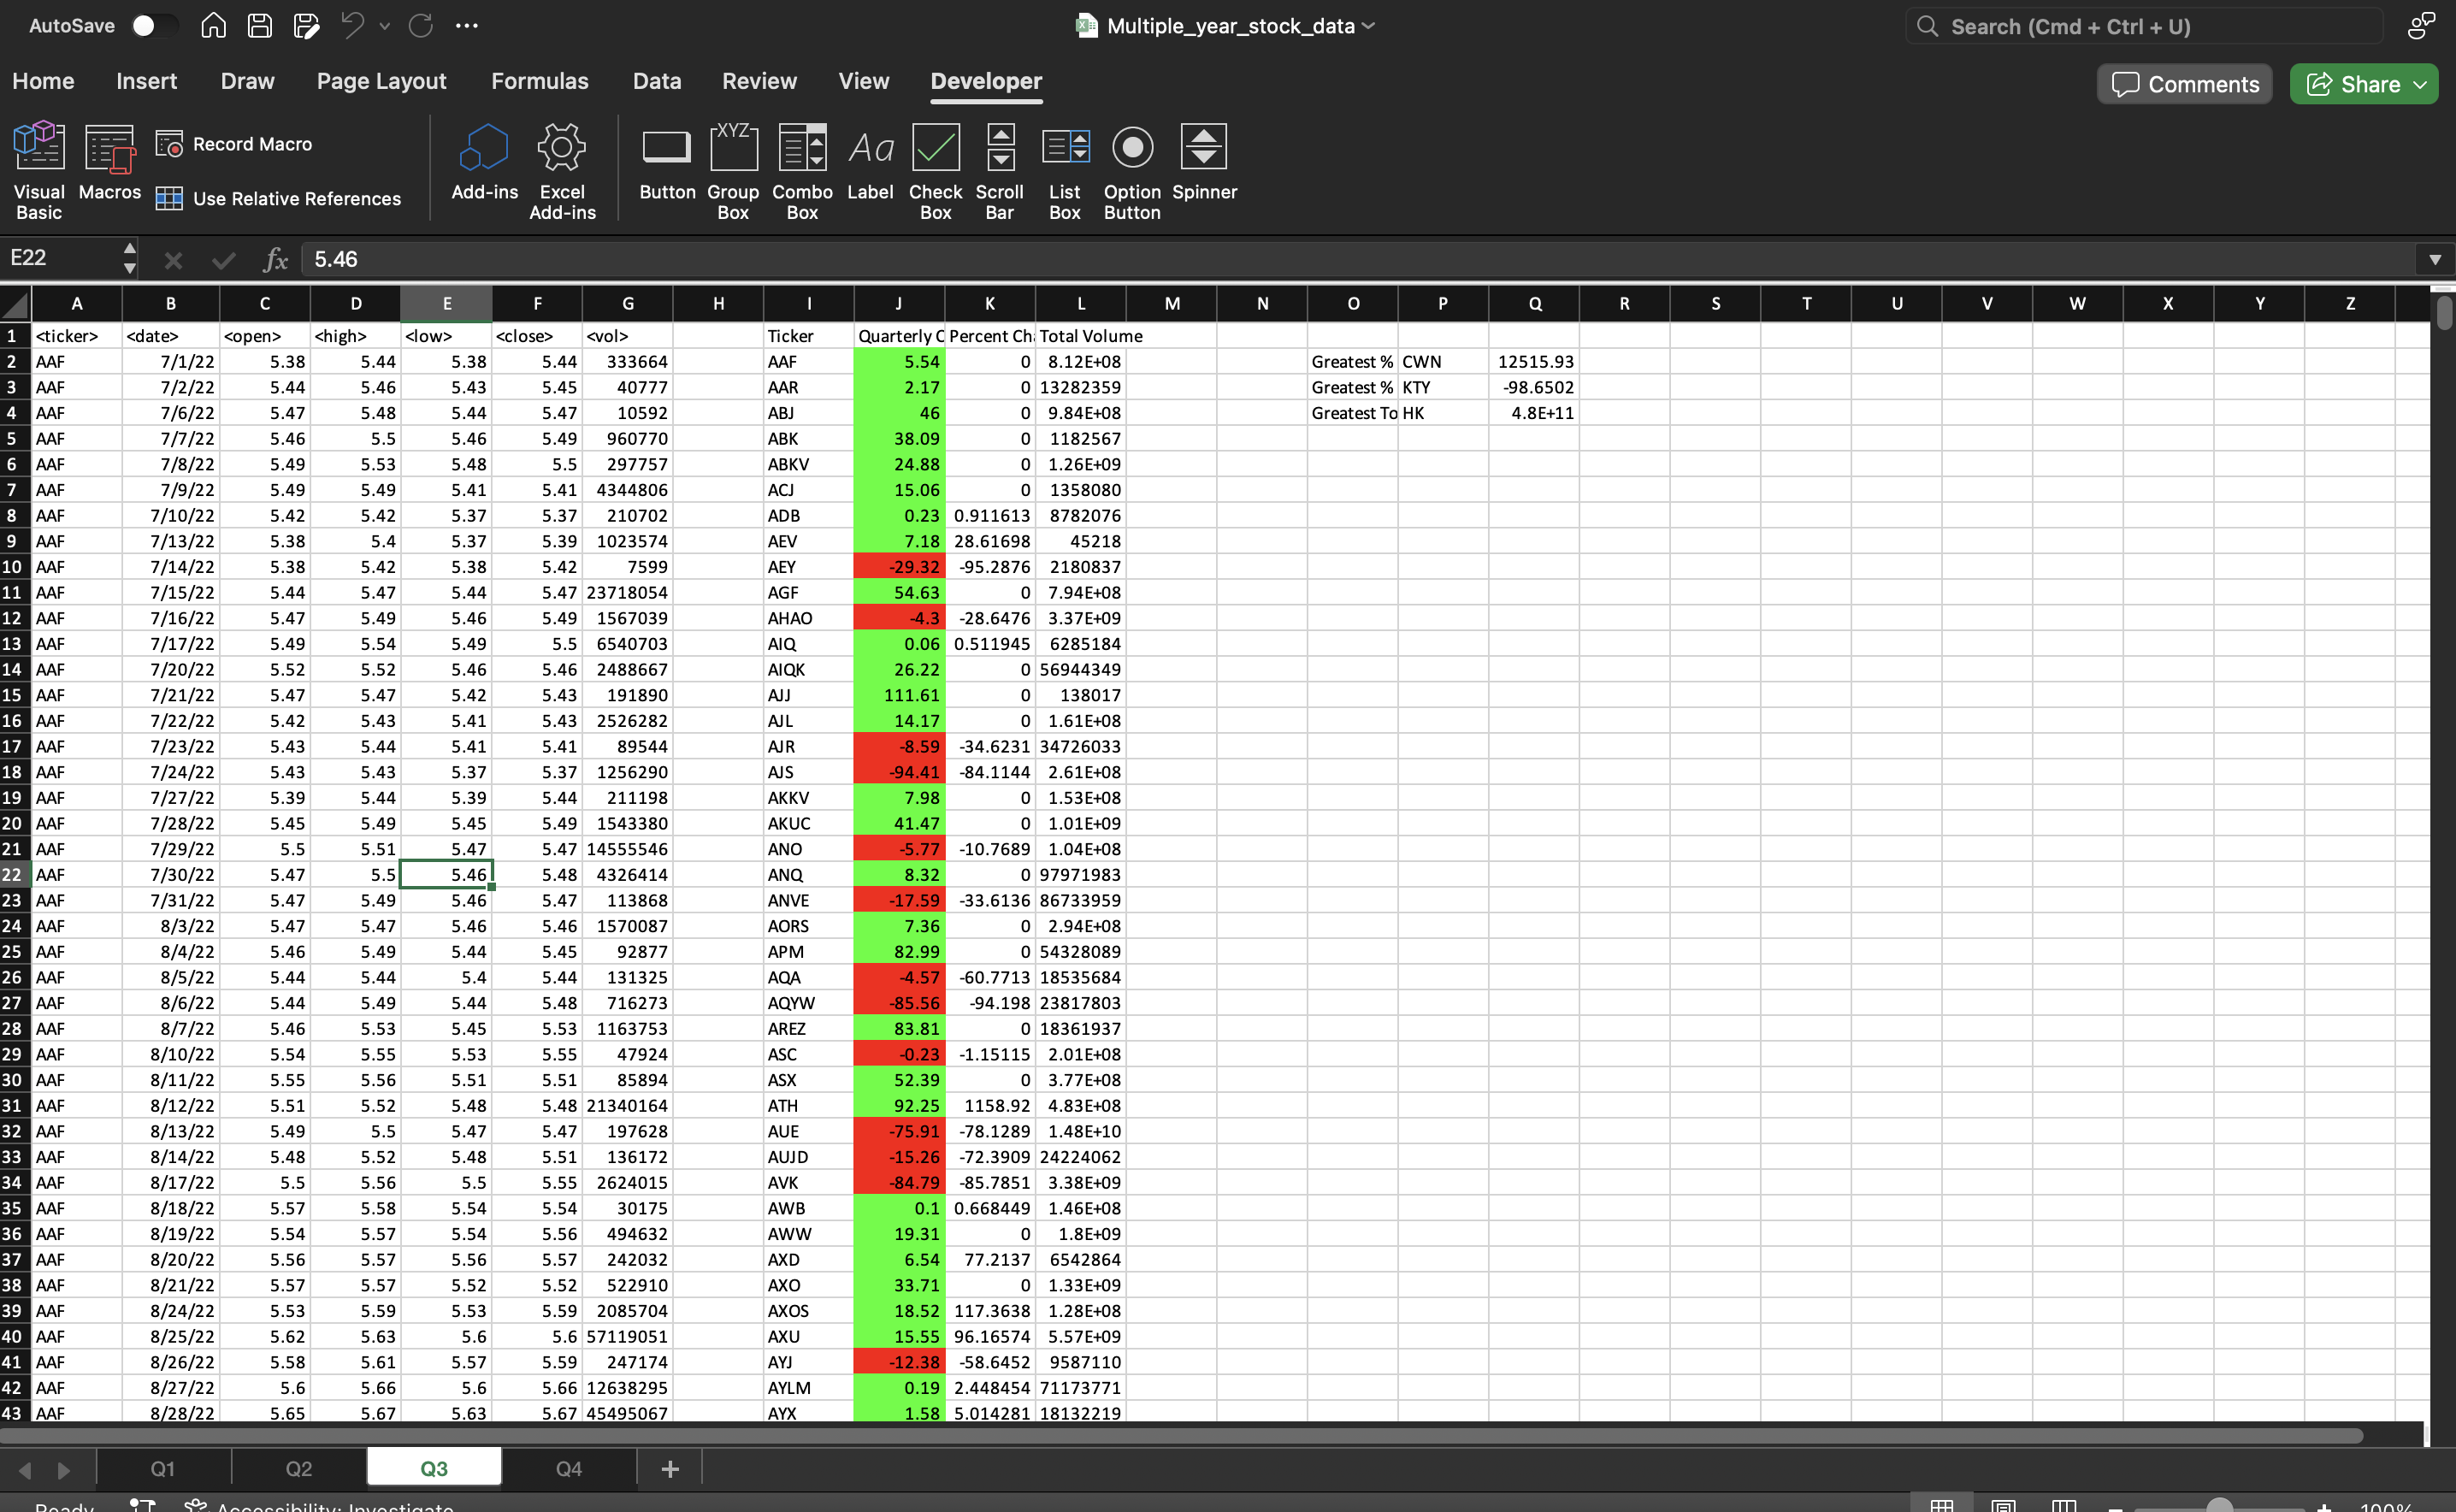 AutoSave Multiple_year_stock_data Search (Cmd + Ctrl + U)
Home Insert Draw Page Layout Formulas Data Review View Developer Comments Share
Record Macro
Use Relative References
Visual Basic Macros Add-ins Excel Add-ins Button Group Box Combo Box Label Check Box Scroll Bar List Box Option Button Spinner
XYZ Aa
E22 fx 5.46
A B C D E F G H I J K L M N O P Q R S T U V W X Y Z
1 <ticker> <date> <open> <high> <low> <close> <vol> Ticker Quarterly C Percent Ch Total Volume
2 AAF 7/1/22 5.38 5.44 5.38 5.44 333664 AAF 5.54 0 8.12E+08 Greatest % CWN 12515.93
3 AAF 7/2/22 5.44 5.46 5.43 5.45 40777 AAR 2.17 0 13282359 Greatest % KTY -98.6502
4 AAF 7/6/22 5.47 5.48 5.44 5.47 10592 ABJ 46 0 9.84E+08 Greatest To HK 4.8E+11
5 AAF 7/7/22 5.46 5.5 5.46 5.49 960770 ABK 38.09 0 1182567
6 AAF 7/8/22 5.49 5.53 5.48 5.5 297757 ABKV 24.88 0 1.26E+09
7 AAF 7/9/22 5.49 5.49 5.41 5.41 4344806 ACJ 15.06 0 1358080
8 AAF 7/10/22 5.42 5.42 5.37 5.37 210702 ADB 0.23 0.911613 8782076
9 AAF 7/13/22 5.38 5.4 5.37 5.39 1023574 AEV 7.18 28.61698 45218
10 AAF 7/14/22 5.38 5.42 5.38 5.42 7599 AEY -29.32 -95.2876 2180837
11 AAF 7/15/22 5.44 5.47 5.44 5.47 23718054 AGF 54.63 0 7.94E+08
12 AAF 7/16/22 5.47 5.49 5.46 5.49 1567039 AHAO -4.3 -28.6476 3.37E+09
13 AAF 7/17/22 5.49 5.54 5.49 5.5 6540703 AIQ 0.06 0.511945 6285184
14 AAF 7/20/22 5.52 5.52 5.46 5.46 2488667 AIQK 26.22 0 56944349
15 AAF 7/21/22 5.47 5.47 5.42 5.43 191890 AJJ 111.61 0 138017
16 AAF 7/22/22 5.42 5.43 5.41 5.43 2526282 AJL 14.17 0 1.61E+08
17 AAF 7/23/22 5.43 5.44 5.41 5.41 89544 AJR -8.59 -34.6231 34726033
18 AAF 7/24/22 5.43 5.43 5.37 5.37 1256290 AJS -94.41 -84.1144 2.61E+08
19 AAF 7/27/22 5.39 5.44 5.39 5.44 211198 AKKV 7.98 0 1.53E+08
20 AAF 7/28/22 5.45 5.49 5.45 5.49 1543380 AKUC 41.47 0 1.01E+09
21 AAF 7/29/22 5.5 5.51 5.47 5.47 14555546 ANO -5.77 -10.7689 1.04E+08
22 AAF 7/30/22 5.47 5.5 5.46 5.48 4326414 ANQ 8.32 0 97971983
23 AAF 7/31/22 5.47 5.49 5.46 5.47 113868 ANVE -17.59 -33.6136 86733959
24 AAF 8/3/22 5.47 5.47 5.46 5.46 1570087 AORS 7.36 0 2.94E+08
25 AAF 8/4/22 5.46 5.49 5.44 5.45 92877 APM 82.99 0 54328089
26 AAF 8/5/22 5.44 5.44 5.4 5.44 131325 AQA -4.57 -60.7713 18535684
27 AAF 8/6/22 5.44 5.49 5.44 5.48 716273 AQYW -85.56 -94.198 23817803
28 AAF 8/7/22 5.46 5.53 5.45 5.53 1163753 AREZ 83.81 0 18361937
29 AAF 8/10/22 5.54 5.55 5.53 5.55 47924 ASC -0.23 -1.15115 2.01E+08
30 AAF 8/11/22 5.55 5.56 5.51 5.51 85894 ASX 52.39 0 3.77E+08
31 AAF 8/12/22 5.51 5.52 5.48 5.48 21340164 ATH 92.25 1158.92 4.83E+08
32 AAF 8/13/22 5.49 5.5 5.47 5.47 197628 AUE -75.91 -78.1289 1.48E+10
33 AAF 8/14/22 5.48 5.52 5.48 5.51 136172 AUJD -15.26 -72.3909 24224062
34 AAF 8/17/22 5.5 5.56 5.5 5.55 2624015 AVK -84.79 -85.7851 3.38E+09
35 AAF 8/18/22 5.57 5.58 5.54 5.54 30175 AWB 0.1 0.668449 1.46E+08
36 AAF 8/19/22 5.54 5.57 5.54 5.56 494632 AWW 19.31 0 1.8E+09
37 AAF 8/20/22 5.56 5.57 5.56 5.57 242032 AXD 6.54 77.2137 6542864
38 AAF 8/21/22 5.57 5.57 5.52 5.52 522910 AXO 33.71 0 1.33E+09
39 AAF 8/24/22 5.53 5.59 5.53 5.59 2085704 AXOS 18.52 117.3638 1.28E+08
40 AAF 8/25/22 5.62 5.63 5.6 5.6 57119051 AXU 15.55 96.16574 5.57E+09
41 AAF 8/26/22 5.58 5.61 5.57 5.59 247174 AYJ -12.38 -58.6452 9587110
42 AAF 8/27/22 5.6 5.66 5.6 5.66 12638295 AYLM 0.19 2.448454 71173771
43 AAF 8/28/22 5.65 5.67 5.63 5.67 45495067 AYX 1.58 5.014281 18132219
Q1 Q2 Q3 Q4 +
Ready Accessibility: Investigate 100%